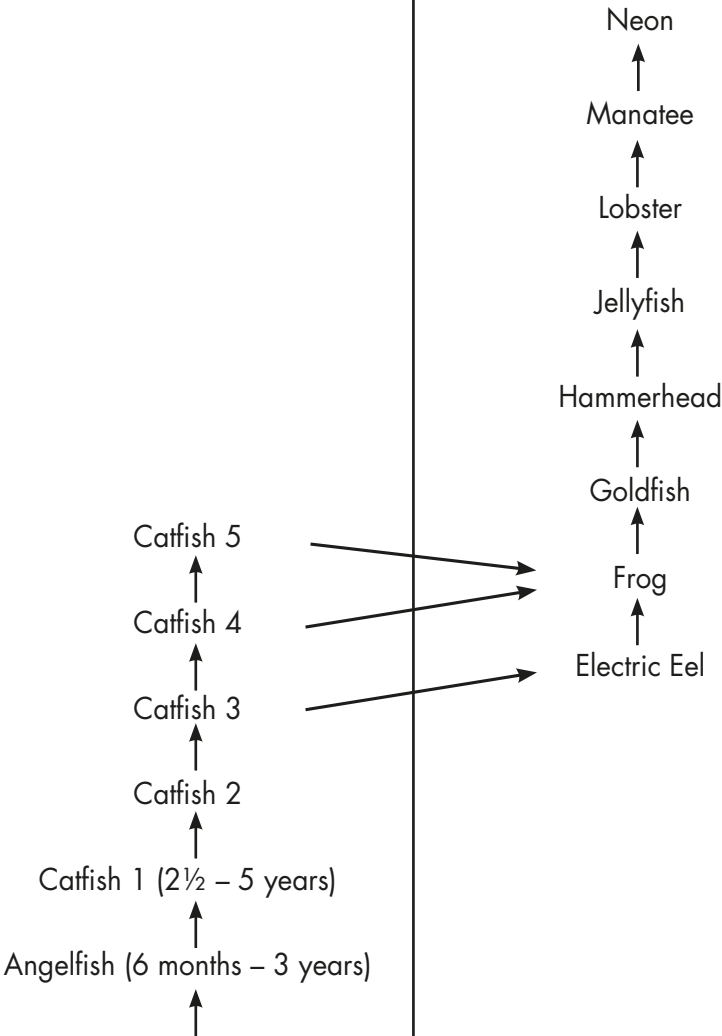 Neon
Manatee
Lobster
Jellyfish
Hammerhead
Goldfish
Frog
Electric Eel
Catfish 5
Catfish 4
Catfish 3
Catfish 2
Catfish 1 (2½ – 5 years)
Angelfish (6 months – 3 years)